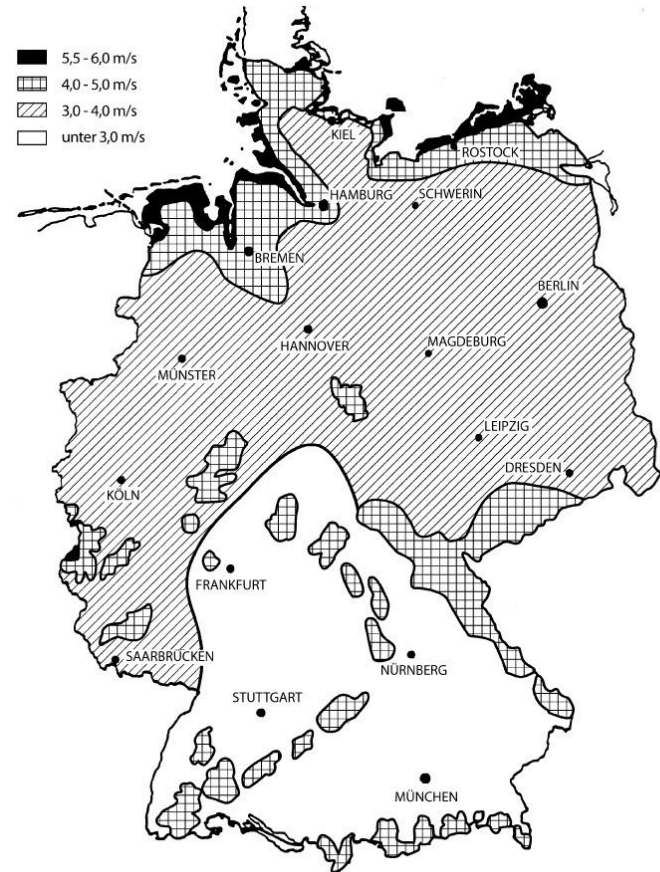 5,5 - 6,0 m/s
4,0 - 5,0 m/s
3,0 - 4,0 m/s
unter 3,0 m/s
KIEL
ROSTOCK
HAMBURG
SCHWERIN
BREMEN
BERLIN
HANNOVER
MAGDEBURG
MÜNSTER
LEIPZIG
DRESDEN
KÖLN
FRANKFURT
SAARBRÜCKEN
NÜRNBERG
STUTTGART
MÜNCHEN